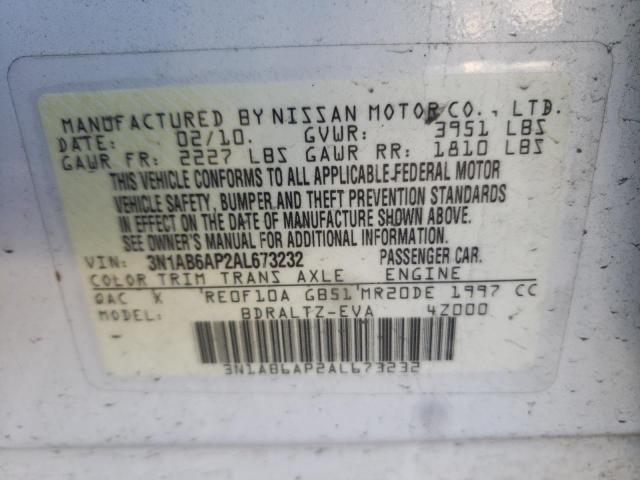 MANUFACTURED BY NISSAN MOTOR CO., LTD.
DATE: 02/10. GVWR: 3951 LBS
GAWR FR: 2227 LBS GAWR RR: 1810 LBS
THIS VEHICLE CONFORMS TO ALL APPLICABLE FEDERAL MOTOR
VEHICLE SAFETY, BUMPER, AND THEFT PREVENTION STANDARDS
IN EFFECT ON THE DATE OF MANUFACTURE SHOWN ABOVE.
SEE OWNER'S MANUAL FOR ADDITIONAL INFORMATION.
VIN: 3N1AB6AP2AL673232 PASSENGER CAR.
COLOR TRIM TRANS AXLE ENGINE
QAC K RE0F10A GB51 MR20DE 1997 CC
BDRALTZ-EVA 4Z000
3N1AB6AP2AL673232